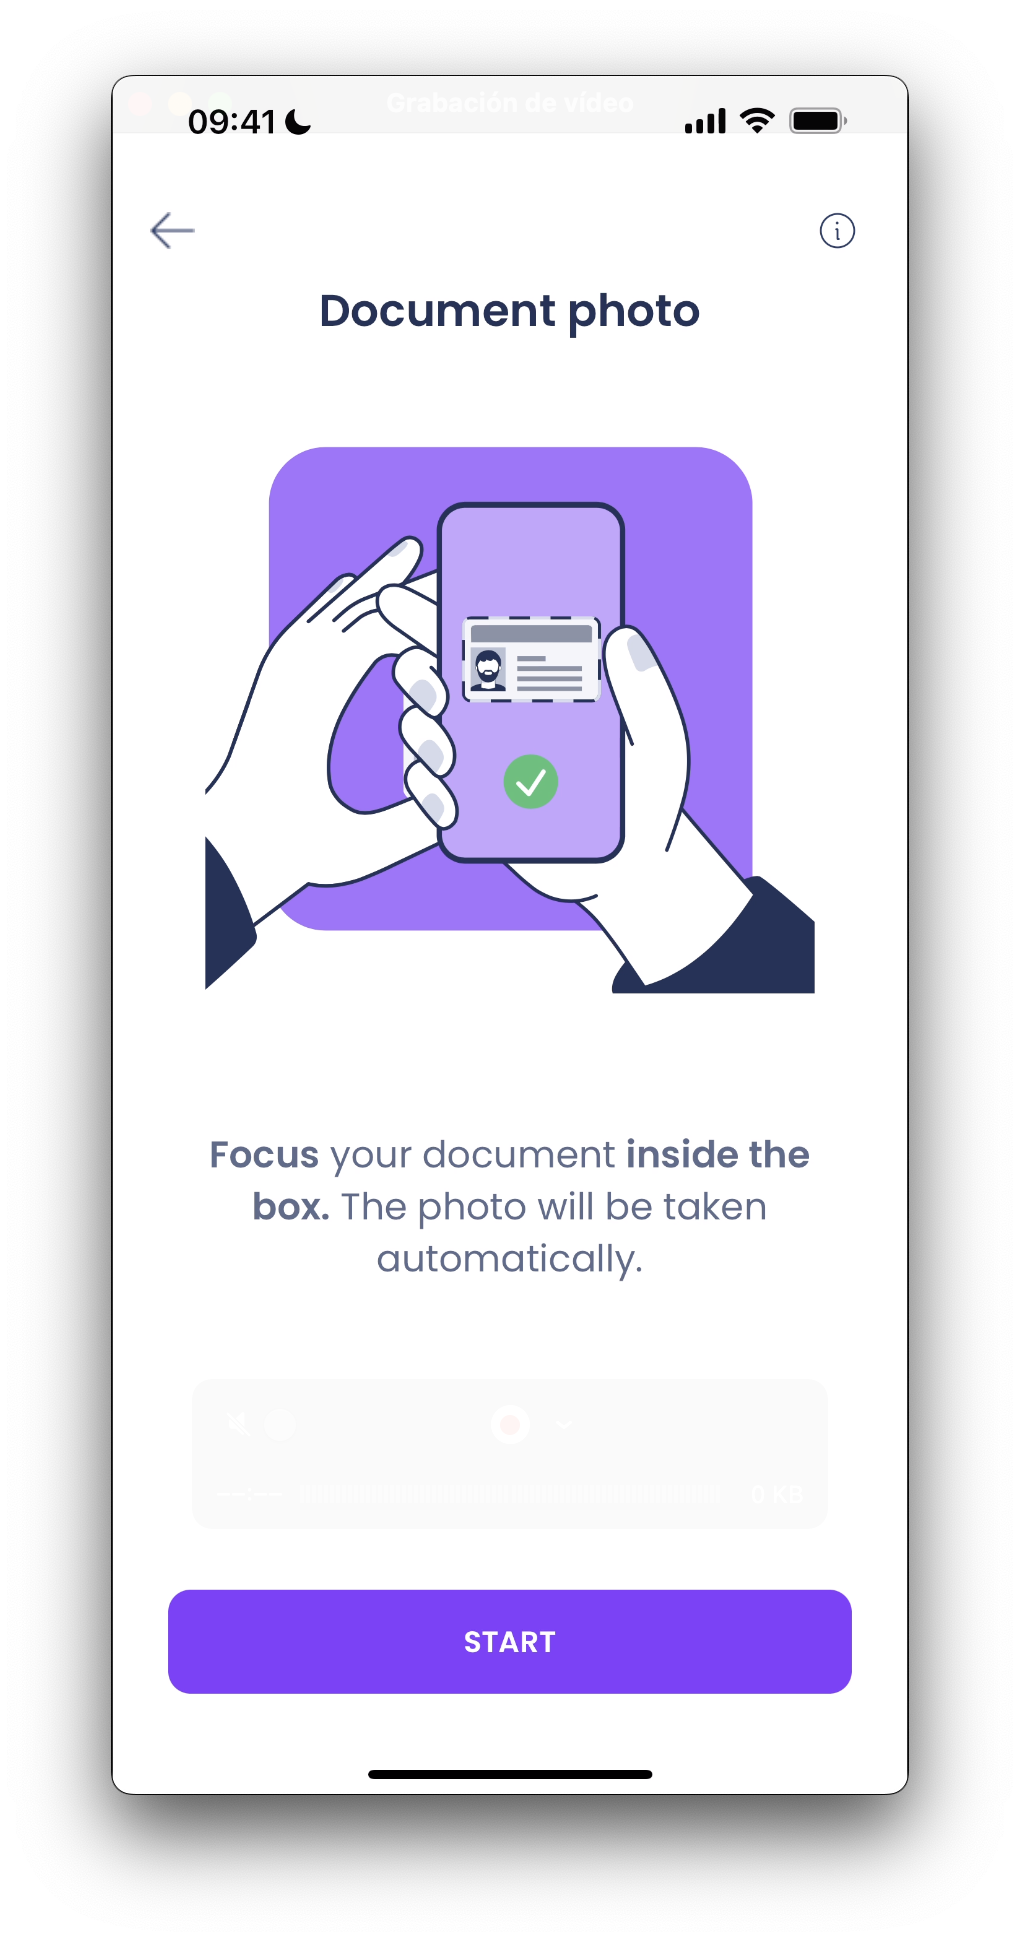 Grabación de vídeo
09:41
Document photo
Focus your document inside the
box. The photo will be taken
automatically.
--:--
0 KB
START